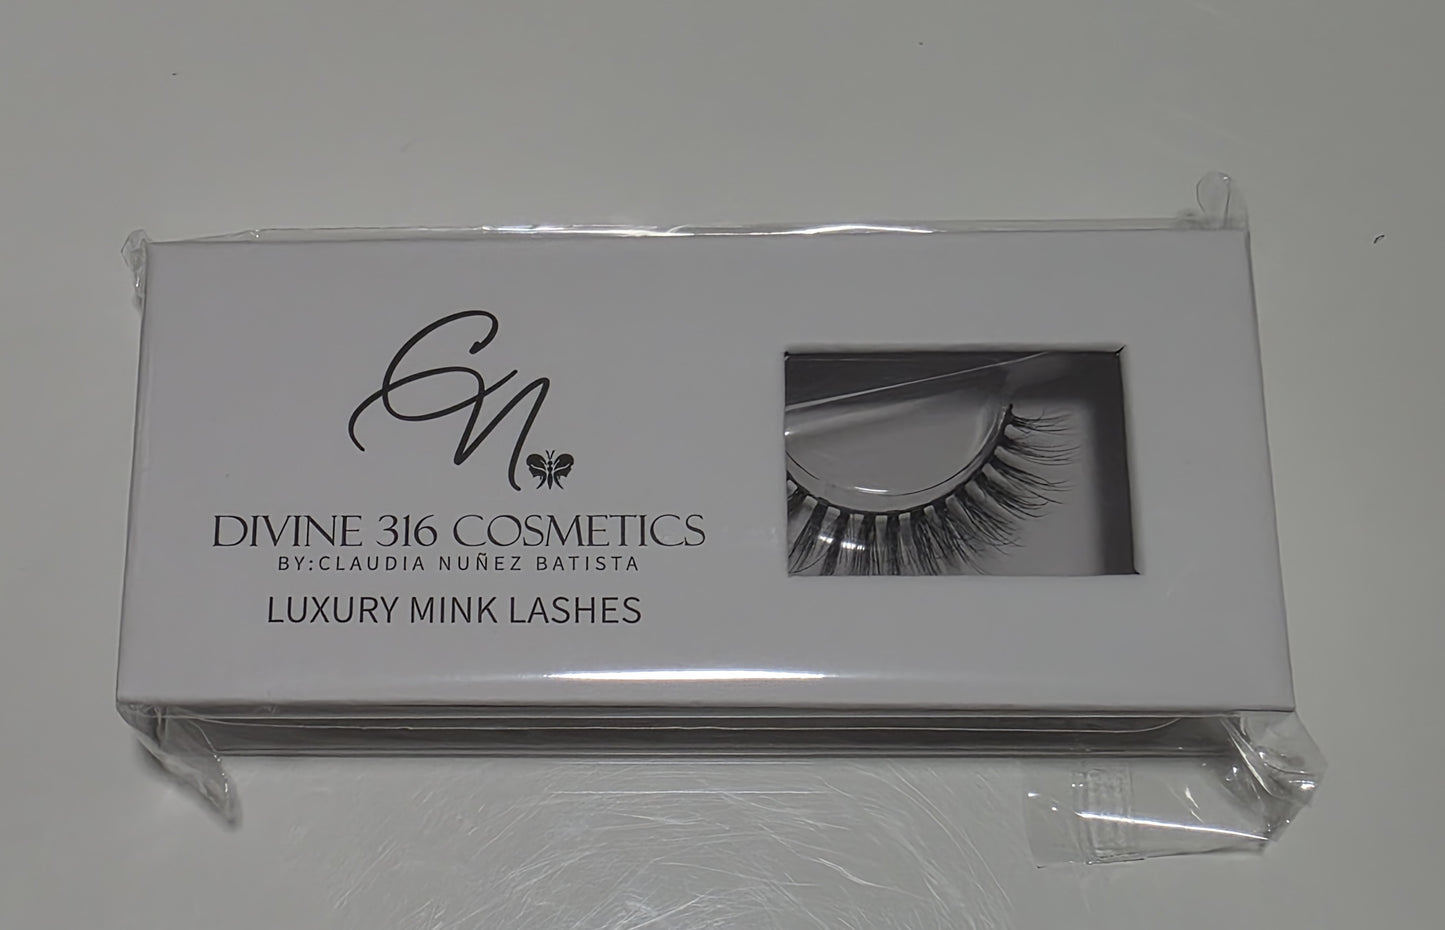 CN
DIVINE 316 COSMETICS
BY:CLAUDIA NUÑEZ BATISTA
LUXURY MINK LASHES